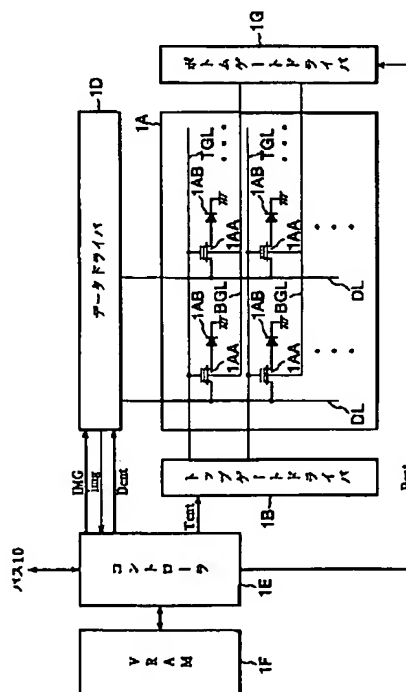 バス10
VRAM
1F
コントローラ
1E
IMG
img
Dcnt
Tcnt
データドライバ
1D
トップゲートドライバ
1B
1A
1AB
TGL
1AB
1AA
1AA
BGL
1AB
TGL
1AB
1AA
1AA
BGL
DL
DL
ボトムゲートドライバ
1G